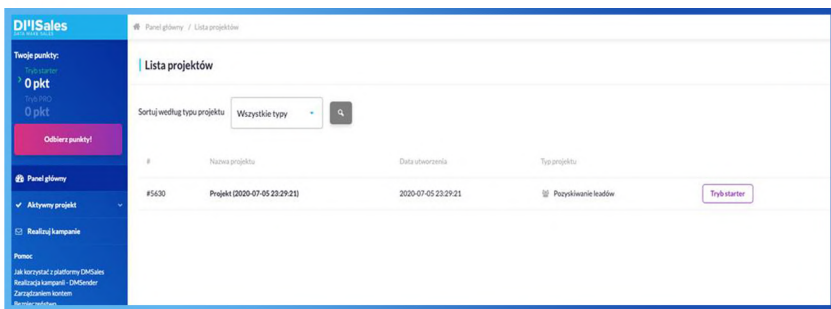 DMSales
DATA MAKE SALES
Panel główny / Lista projektów
Twoje punkty:
Tryb starter
0 pkt
Tryb PRO
0 pkt
Odbierz punkty!
Panel główny
Aktywny projekt
Realizuj kampanie
Pomoc
Jak korzystać z platformy DMSales
Realizacja kampanii - DMSender
Zarządzaniem kontem
Bezpieczeństwo
Lista projektów
Sortuj według typu projektu Wszystkie typy
# Nazwa projektu Data utworzenia Typ projektu
#5630 Projekt (2020-07-05 23:29:21) 2020-07-05 23:29:21 Pozyskiwanie leadów Tryb starter